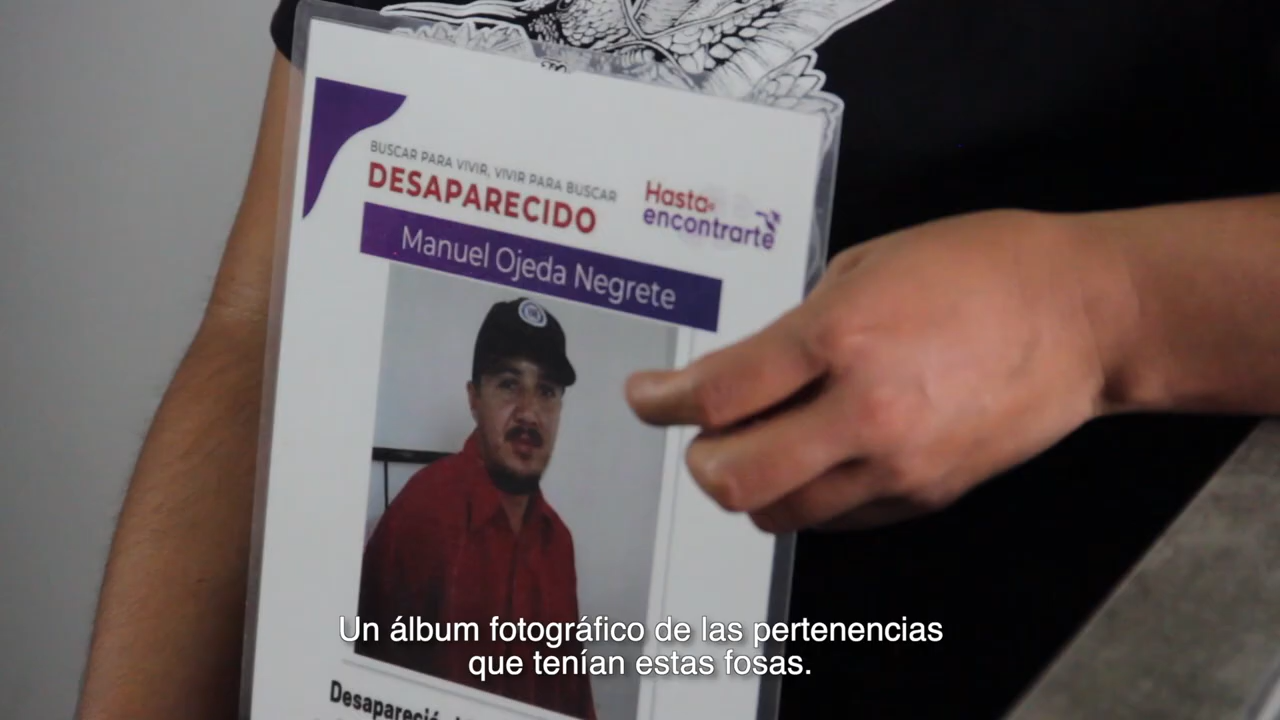 BUSCAR PARA VIVIR, VIVIR PARA BUSCAR
DESAPARECIDO
Hasta
encontrarte
Manuel Ojeda Negrete
Un álbum fotográfico de las pertenencias
que tenían estas fosas.
Desapareció